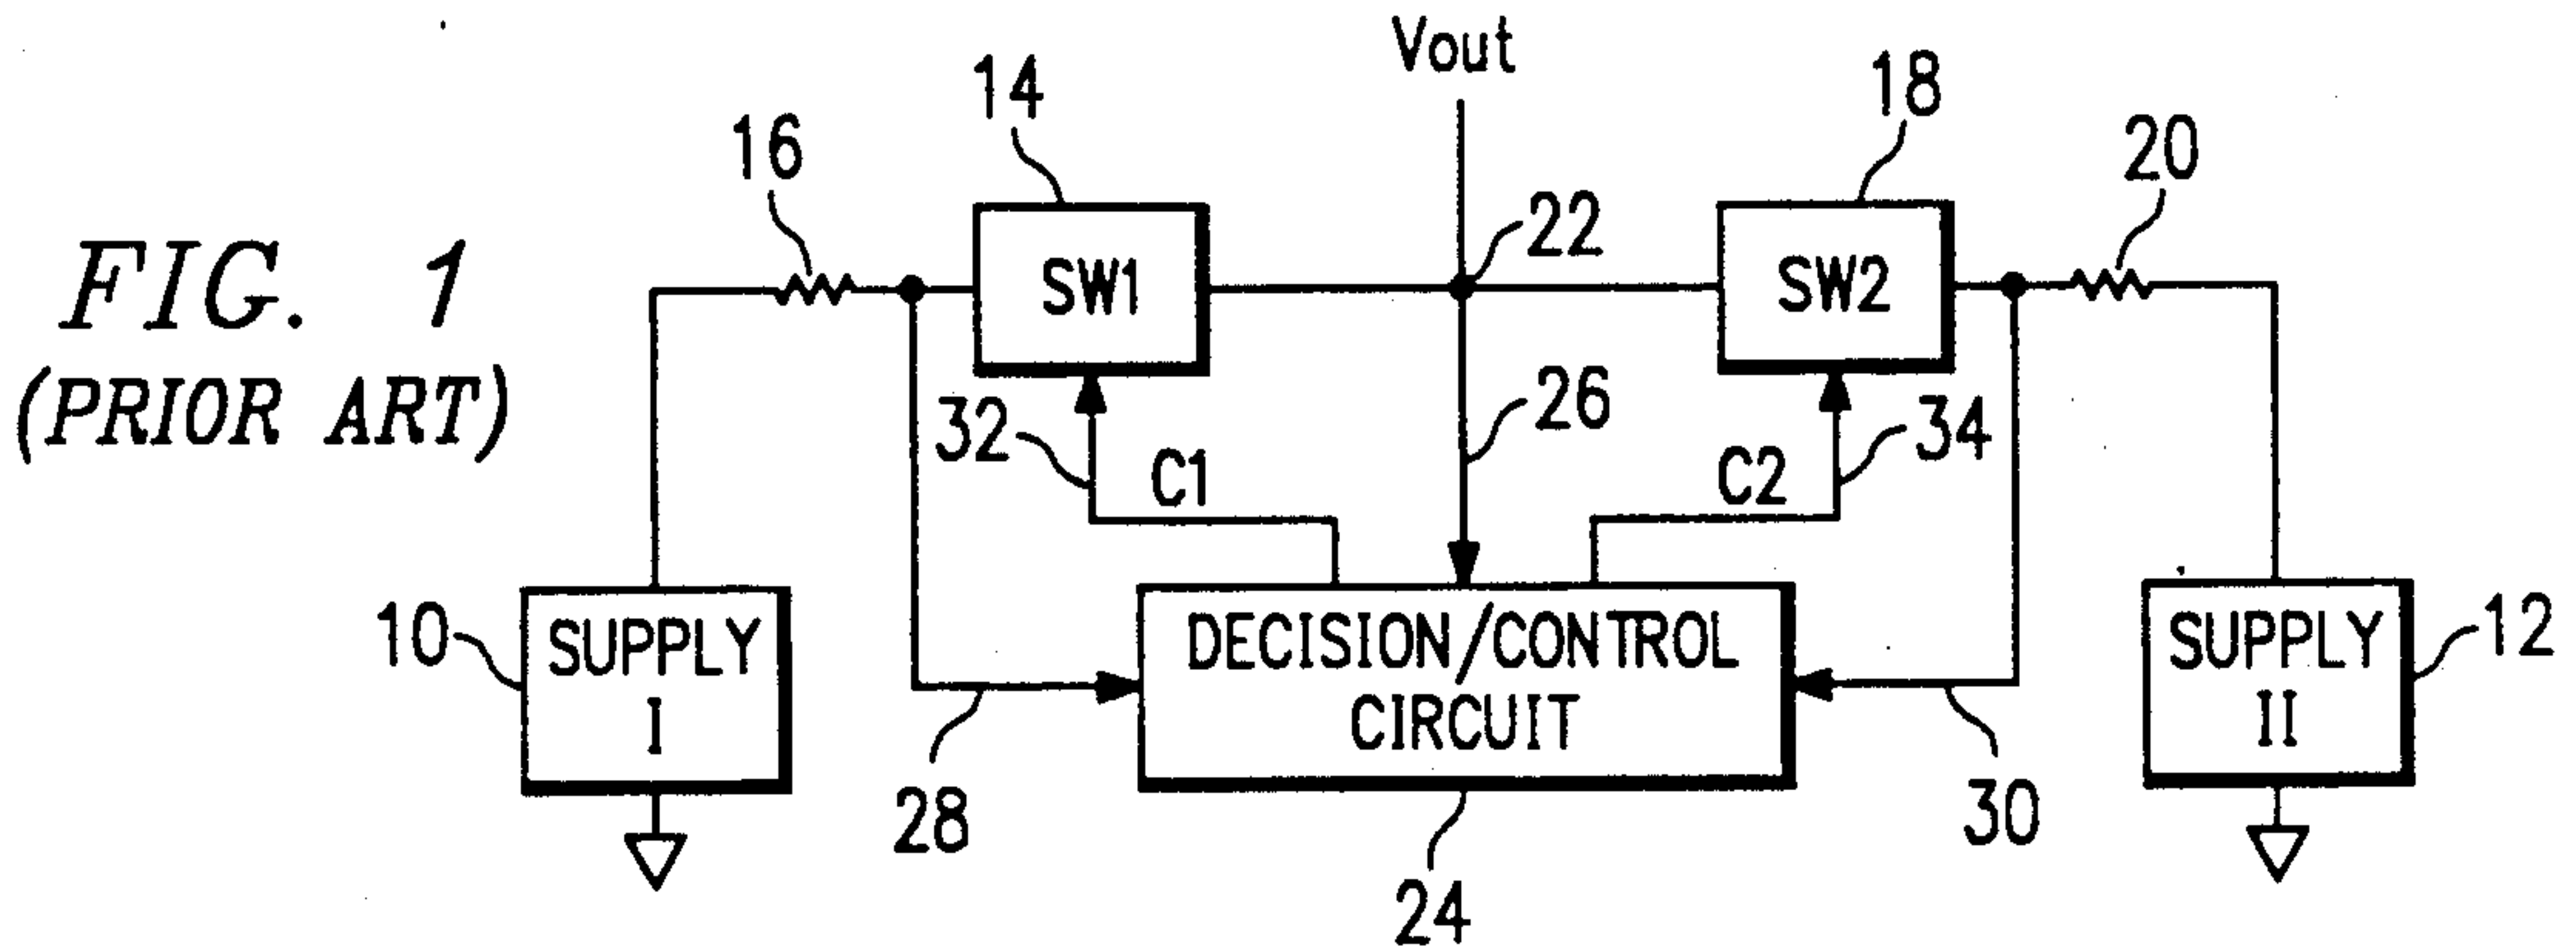 Vout
14
18
16
20
22
FIG. 1
(PRIOR ART)
SW1
SW2
26
32
34
C1
C2
10
SUPPLY
I
DECISION/CONTROL
CIRCUIT
SUPPLY
II
12
28
30
24